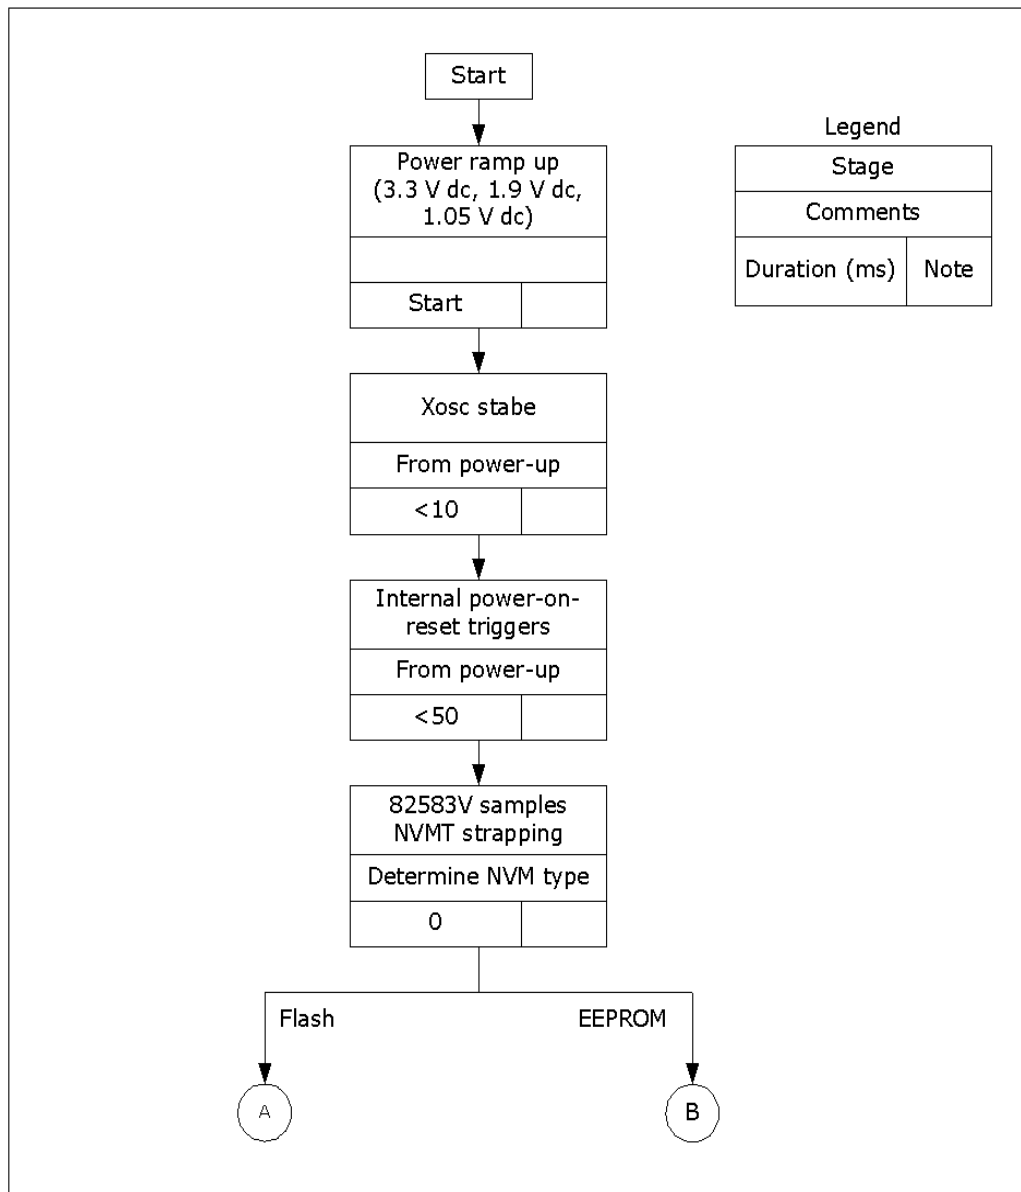 Start
Legend
Power ramp up
(3.3 V dc, 1.9 V dc,
1.05 V dc)
Start
Stage
Comments
Duration (ms)
Note
Xosc stabe
From power-up
<10
Internal power-on-
reset triggers
From power-up
<50
82583V samples
NVMT strapping
Determine NVM type
0
Flash
EEPROM
A
B